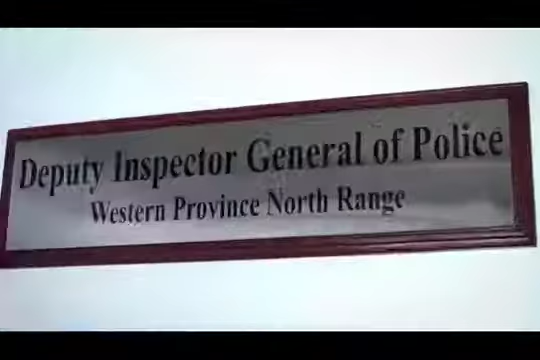 Deputy Inspector General of Police
Western Province North Range